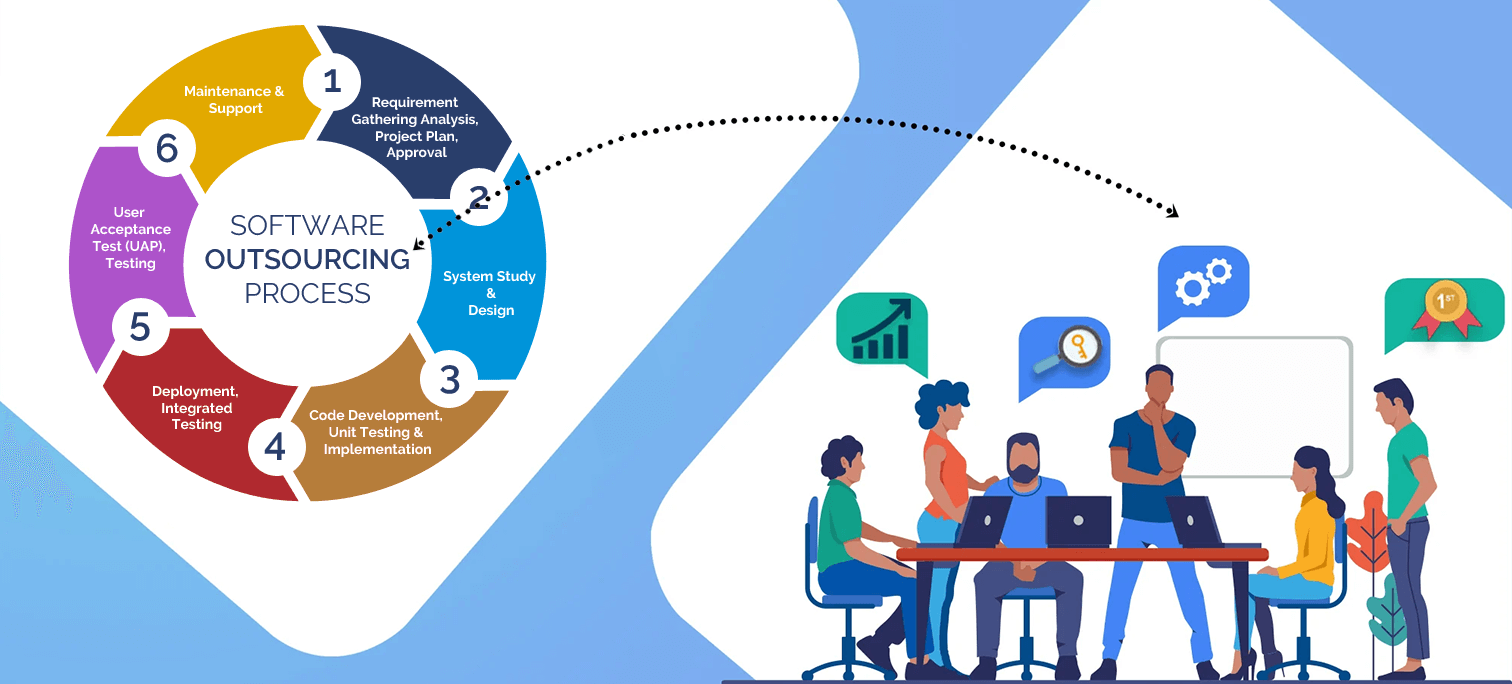 1
Requirement
Gathering Analysis,
Project Plan,
Approval
2
System Study
&
Design
3
Code Development,
Unit Testing &
Implementation
4
Deployment,
Integrated
Testing
5
User
Acceptance
Test (UAP),
Testing
6
Maintenance &
Support
SOFTWARE
OUTSOURCING
PROCESS
1ST